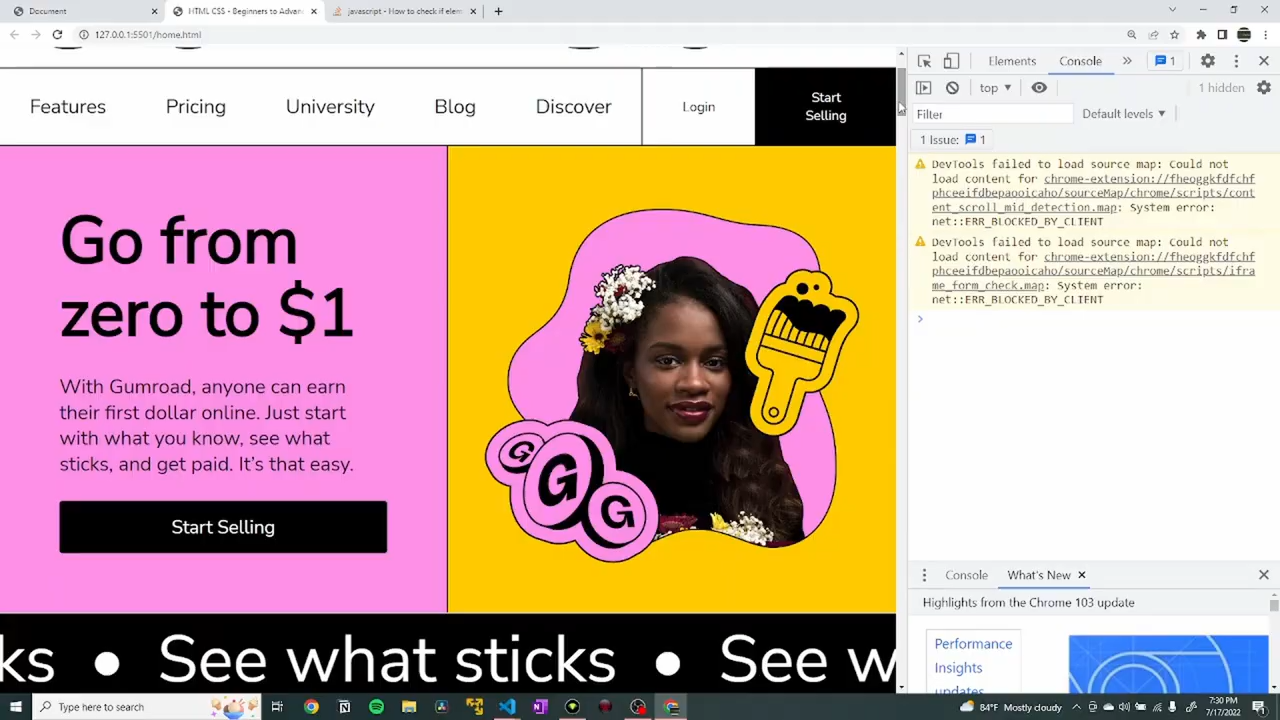 Document
HTML CSS - Beginners to Advan
javascript - How to check if elem
127.0.0.1:5501/home.html
Features
Pricing
University
Blog
Discover
Login
Start
Selling
Go from
zero to $1
With Gumroad, anyone can earn
their first dollar online. Just start
with what you know, see what
sticks, and get paid. It's that easy.
Start Selling
G
G
G
ks ● See what sticks ● See w
Elements
Console
1
top
1 hidden
Filter
Default levels
1 Issue:
1
DevTools failed to load source map: Could not
load content for chrome-extension://fheoggkfdfchf
phceeifdbepaooicaho/sourceMap/chrome/scripts/cont
ent_scroll_mid_detection.map: System error:
net::ERR_BLOCKED_BY_CLIENT
DevTools failed to load source map: Could not
load content for chrome-extension://fheoggkfdfchf
phceeifdbepaooicaho/sourceMap/chrome/scripts/ifra
me_form_check.map: System error:
net::ERR_BLOCKED_BY_CLIENT
Console
What's New
Highlights from the Chrome 103 update
Performance
Insights
updates
Type here to search
84°F Mostly cloudy
7:30 PM
7/17/2022